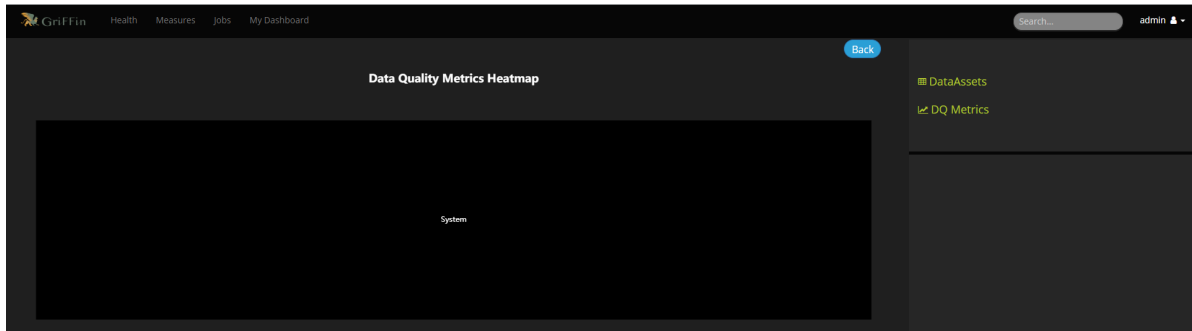 GriFFin Health Measures Jobs My Dashboard Search... admin
Back
Data Quality Metrics Heatmap
DataAssets
DQ Metrics
System